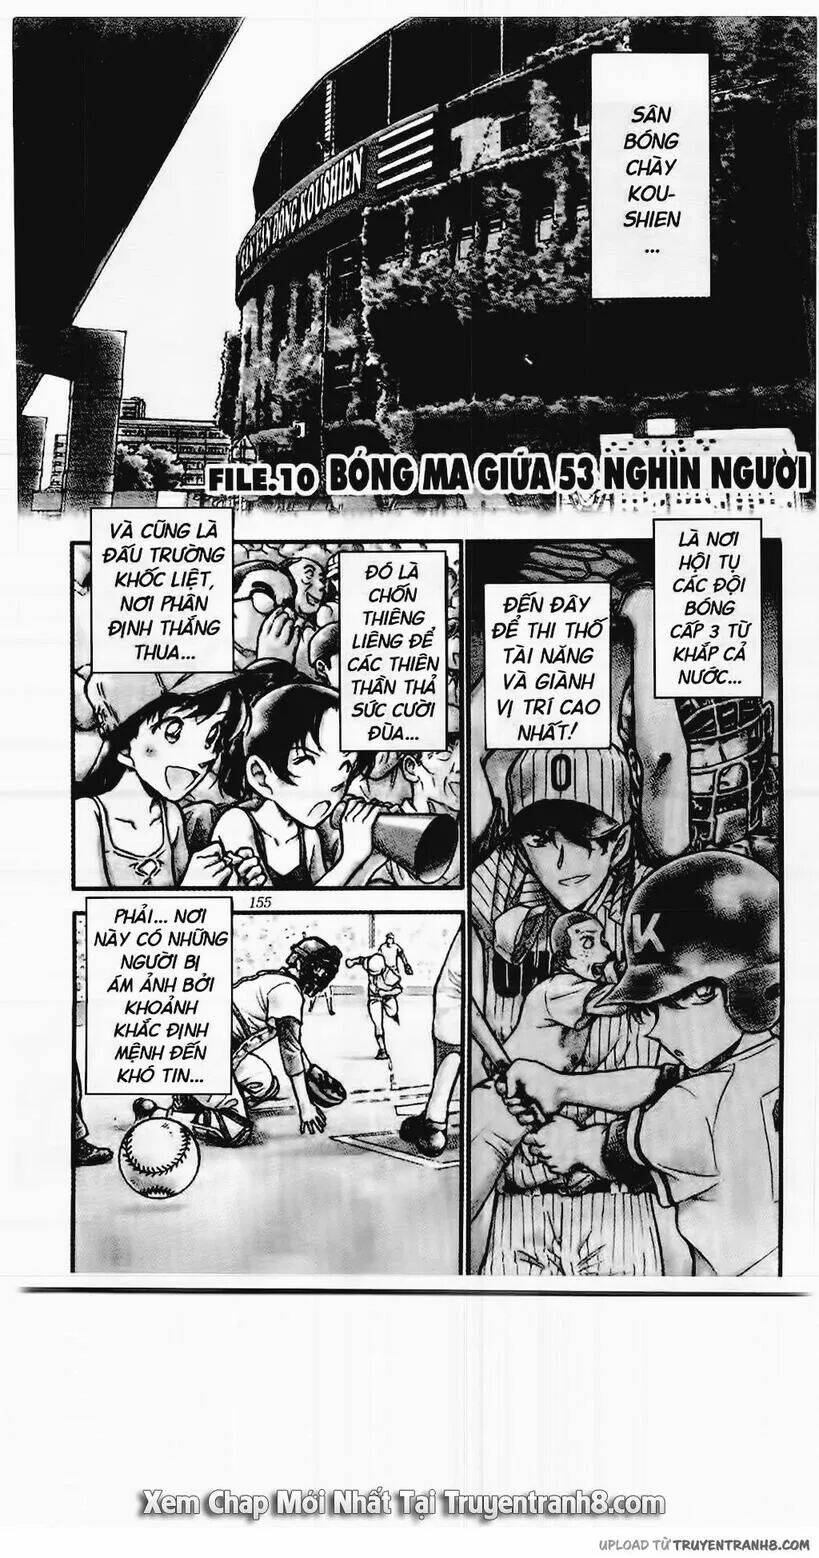 SÂN
BÓNG
CHÀY
KOU-
SHIEN
...
SÂN VẬN ĐỘNG KOUSHIEN
FILE.10 BÓNG MA GIỮA 53 NGHÌN NGƯỜI
LÀ NƠI
HỘI TỤ
CÁC ĐỘI
BÓNG
CẤP 3 TỪ
KHẮP CẢ
NƯỚC...
ĐẾN ĐÂY
ĐỂ THI THỐ
TÀI NĂNG
VÀ GIÀNH
VỊ TRÍ CAO
NHẤT!
O
K
ĐÓ LÀ
CHỐN
THIÊNG
LIÊNG ĐỂ
CÁC THIÊN
THẦN THẢ
SỨC CƯỜI
ĐÙA...
VÀ CŨNG LÀ
ĐẤU TRƯỜNG
KHỐC LIỆT,
NƠI PHÂN
ĐỊNH THẮNG
THUA...
155
PHẢI... NƠI
NÀY CÓ NHỮNG
NGƯỜI BỊ
ÁM ẢNH BỞI
KHOẢNH
KHẮC ĐỊNH
MỆNH ĐẾN
KHÓ TIN...
Xem Chap Mới Nhất Tại Truyentranh8.com
UPLOAD TỪ TRUYENTRANH8.COM